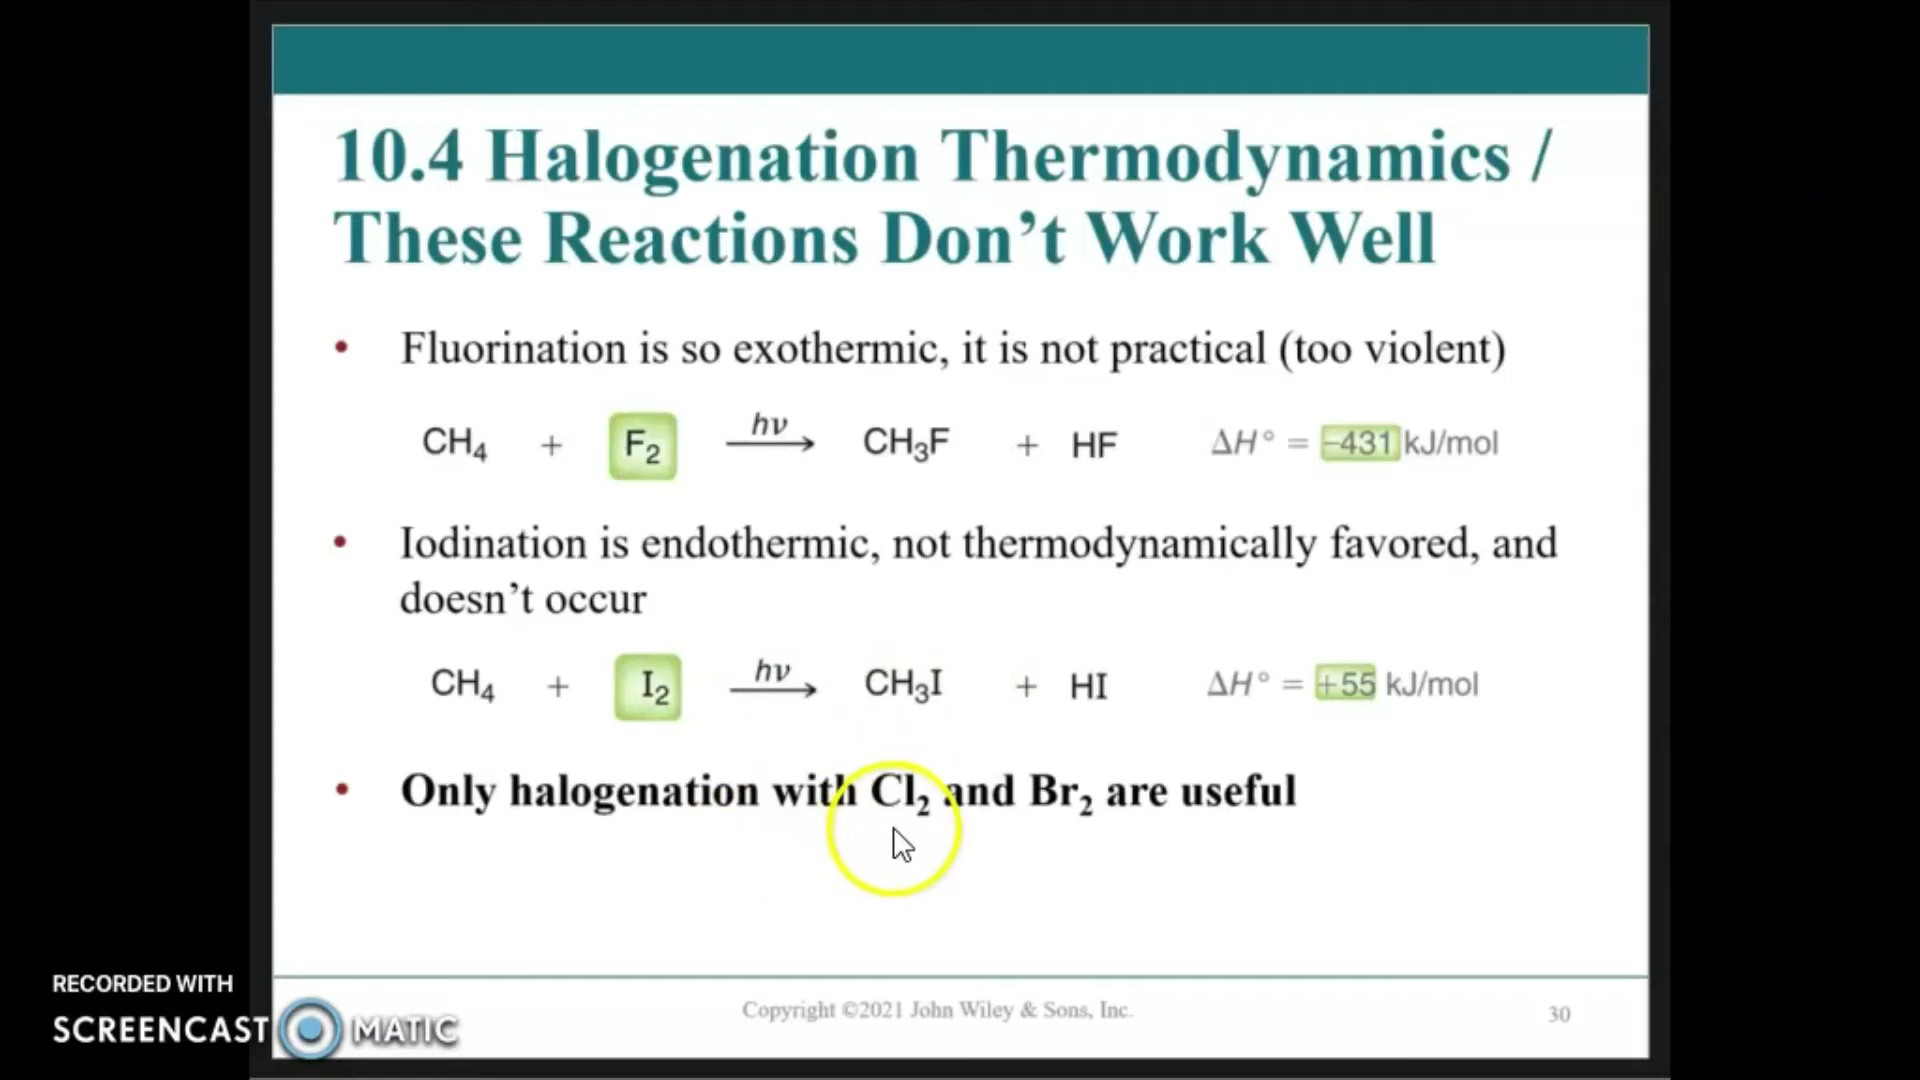 10.4 Halogenation Thermodynamics /
These Reactions Don’t Work Well
• Fluorination is so exothermic, it is not practical (too violent)
CH₄ + F₂ hν → CH₃F + HF ΔH° = –431 kJ/mol
• Iodination is endothermic, not thermodynamically favored, and
doesn’t occur
CH₄ + I₂ hν → CH₃I + HI ΔH° = +55 kJ/mol
• Only halogenation with Cl₂ and Br₂ are useful
RECORDED WITH
SCREENCAST MATIC
Copyright ©2021 John Wiley & Sons, Inc.
30